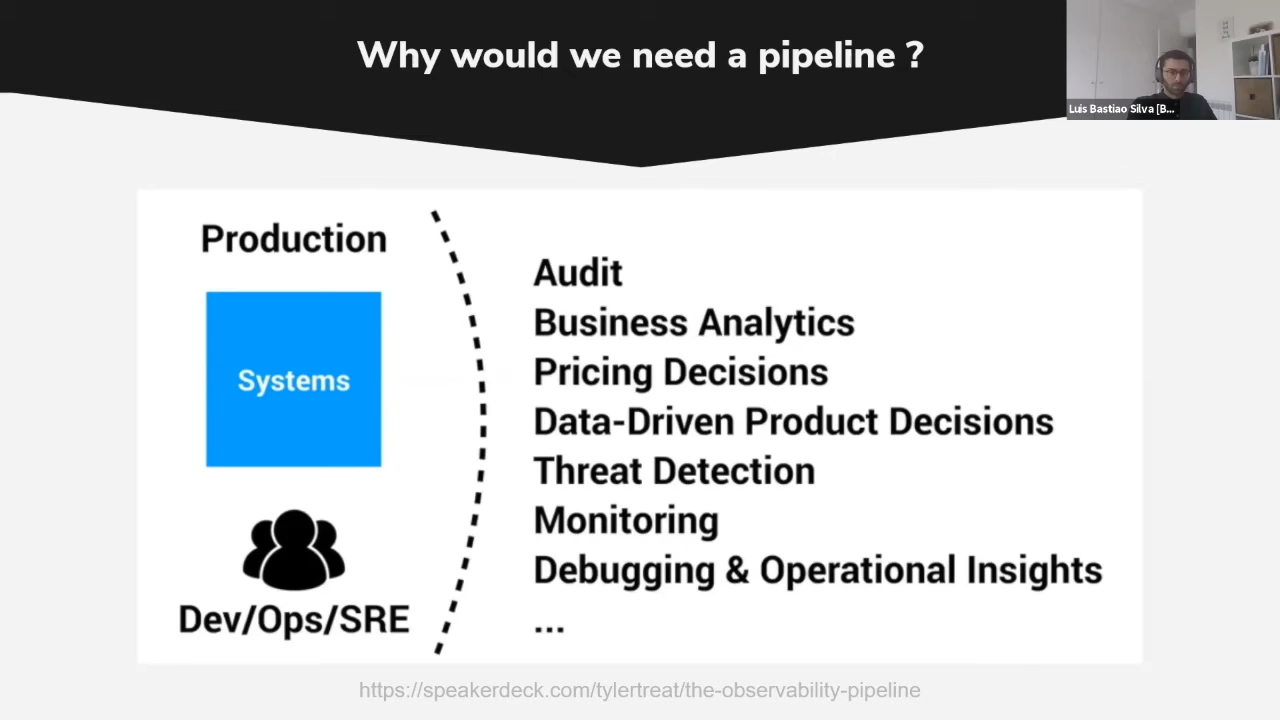 Why would we need a pipeline ?
Luis Bastiao Silva [B...
Production
Systems
Dev/Ops/SRE
Audit
Business Analytics
Pricing Decisions
Data-Driven Product Decisions
Threat Detection
Monitoring
Debugging & Operational Insights
...
https://speakerdeck.com/tylertreat/the-observability-pipeline